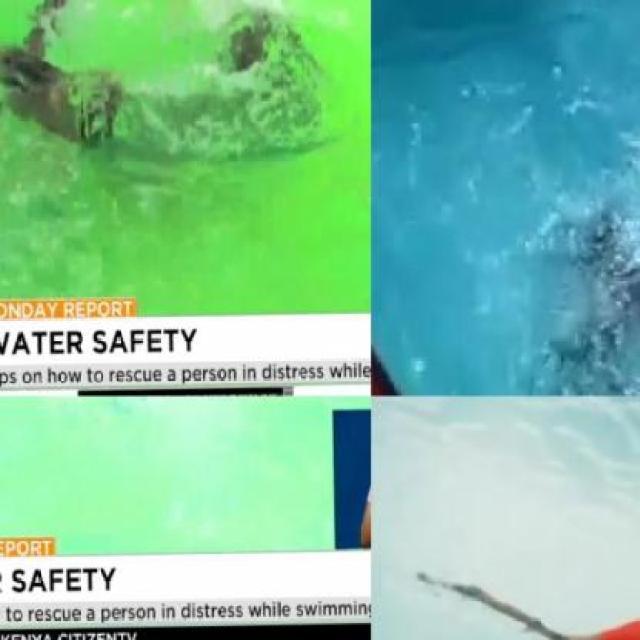 ONDAY REPORT
WATER SAFETY
ps on how to rescue a person in distress while
EPORT
R SAFETY
to rescue a person in distress while swimming
KENYA CITIZENTV